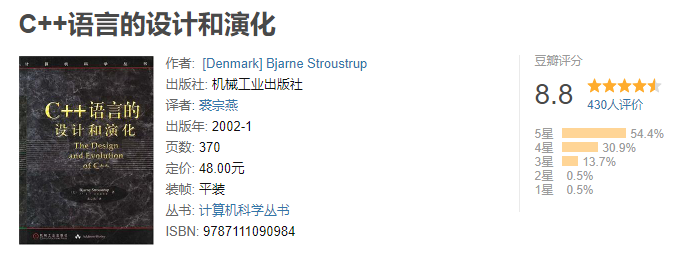 C++语言的设计和演化
计算机科学丛书
C++语言的
设计和演化
The Design
and Evolution
of C++
Bjarne Stroustrup
机械工业出版社
作者: [Denmark] Bjarne Stroustrup
出版社: 机械工业出版社
译者: 裘宗燕
出版年: 2002-1
页数: 370
定价: 48.00元
装帧: 平装
丛书: 计算机科学丛书
ISBN: 9787111090984
豆瓣评分
8.8
430人评价
5星 54.4%
4星 30.9%
3星 13.7%
2星 0.5%
1星 0.5%